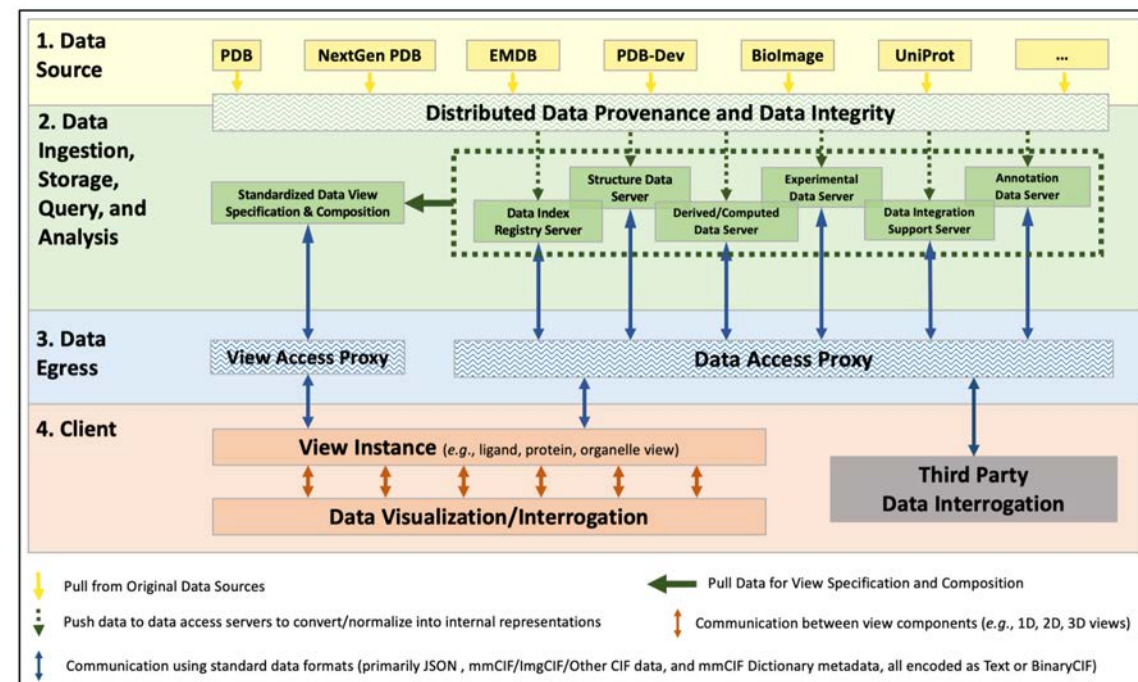 1. Data
Source
PDB
NextGen PDB
EMDB
PDB-Dev
BioImage
UniProt
...
Distributed Data Provenance and Data Integrity
2. Data
Ingestion,
Storage,
Query, and
Analysis
Standardized Data View
Specification & Composition
Data Index
Registry Server
Structure Data
Server
Derived/Computed
Data Server
Experimental
Data Server
Data Integration
Support Server
Annotation
Data Server
3. Data
Egress
View Access Proxy
Data Access Proxy
4. Client
View Instance (e.g., ligand, protein, organelle view)
Data Visualization/Interrogation
Third Party
Data Interrogation
Pull from Original Data Sources
Pull Data for View Specification and Composition
Push data to data access servers to convert/normalize into internal representations
Communication between view components (e.g., 1D, 2D, 3D views)
Communication using standard data formats (primarily JSON , mmCIF/ImgCIF/Other CIF data, and mmCIF Dictionary metadata, all encoded as Text or BinaryCIF)